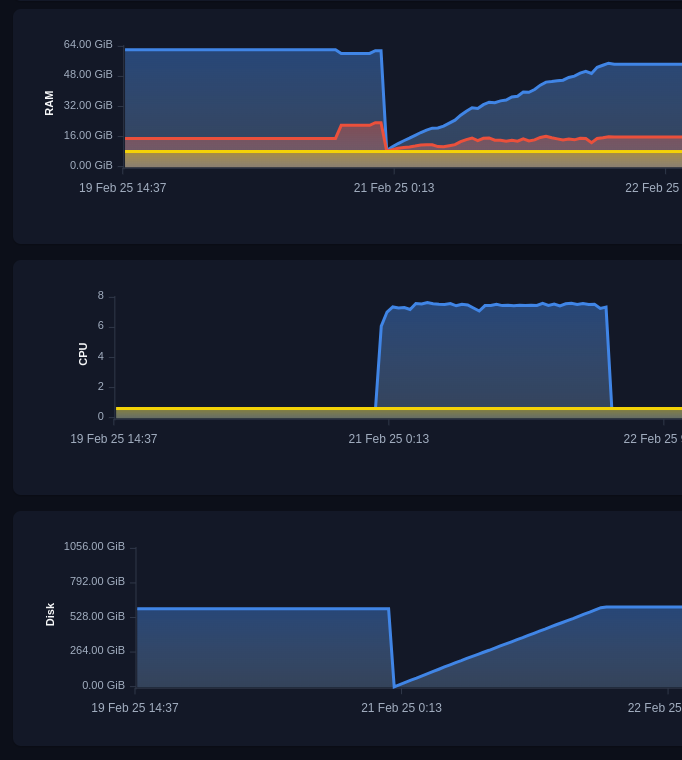 RAM
64.00 GiB
48.00 GiB
32.00 GiB
16.00 GiB
0.00 GiB
19 Feb 25 14:37
21 Feb 25 0:13
22 Feb 25
CPU
8
6
4
2
0
19 Feb 25 14:37
21 Feb 25 0:13
22 Feb 25
Disk
1056.00 GiB
792.00 GiB
528.00 GiB
264.00 GiB
0.00 GiB
19 Feb 25 14:37
21 Feb 25 0:13
22 Feb 25